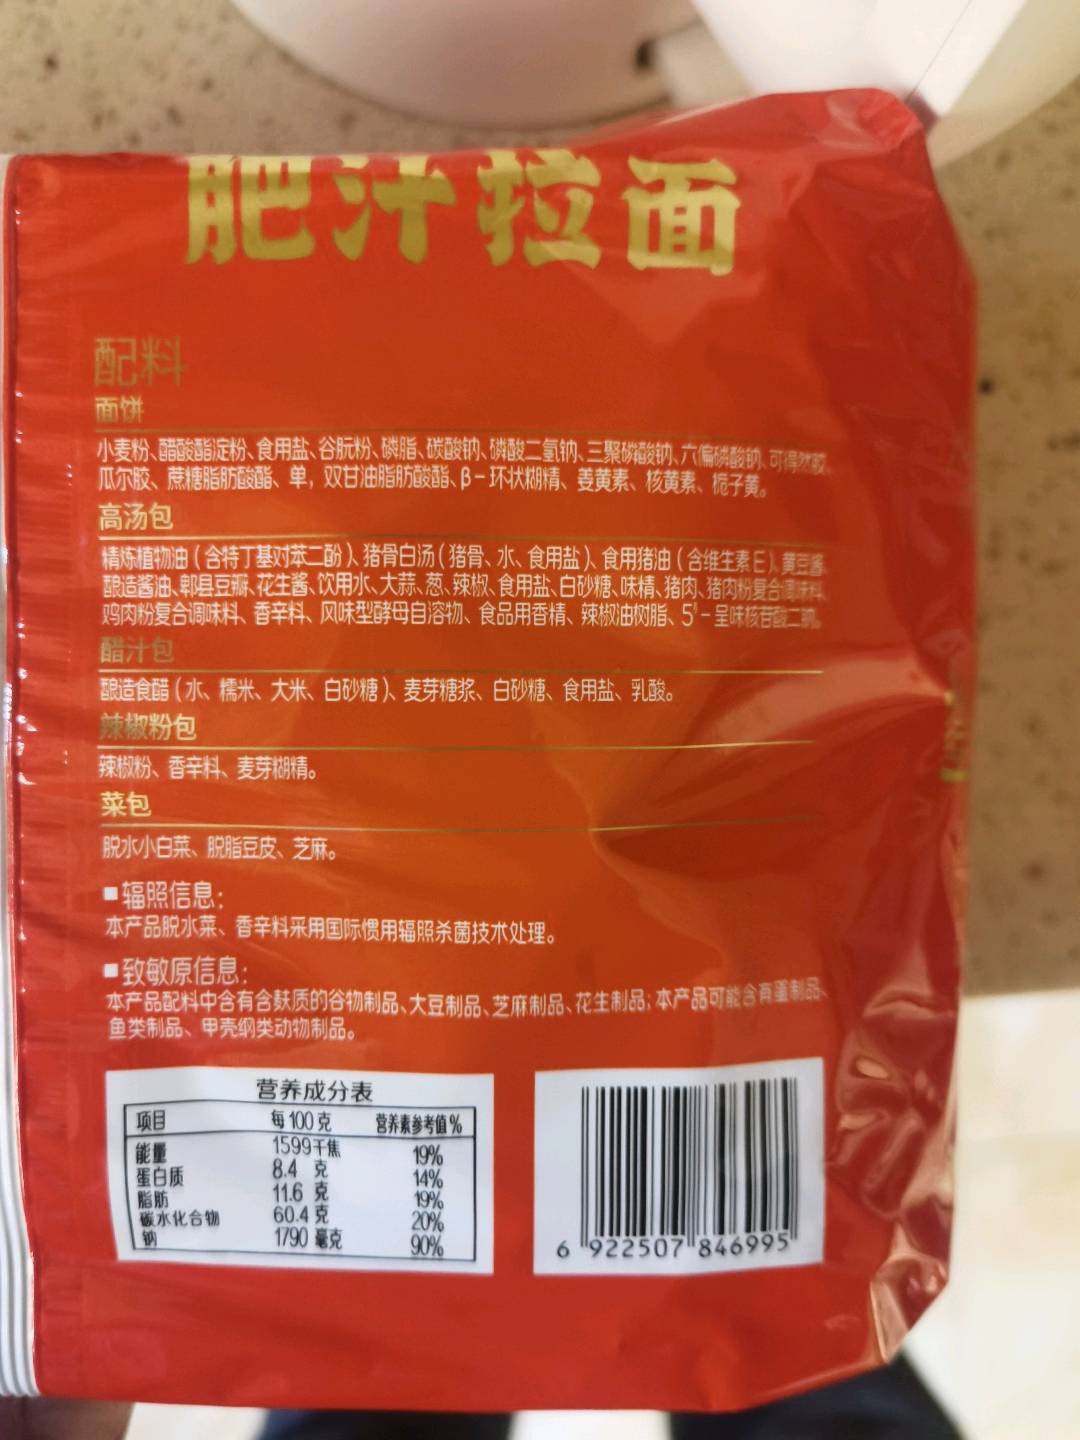 肥汁拉面
配料
面饼
小麦粉、醋酸酯淀粉、食用盐、谷朊粉、磷脂、碳酸钠、磷酸二氢钠、三聚磷酸钠、六偏磷酸钠、可得然胶、
瓜尔胶、蔗糖脂肪酸酯、单，双甘油脂肪酸酯、β-环状糊精、姜黄素、核黄素、栀子黄。
高汤包
精炼植物油(含特丁基对苯二酚)、猪骨白汤(猪骨、水、食用盐)、食用猪油(含维生素E)、黄豆酱、
酿造酱油、郫县豆瓣、花生酱、饮用水、大蒜、葱、辣椒、食用盐、白砂糖、味精、猪肉、猪肉粉复合调味料、
鸡肉粉复合调味料、香辛料、风味型酵母自溶物、食品用香精、辣椒油树脂、5'-呈味核苷酸二钠。
醋汁包
酿造食醋(水、糯米、大米、白砂糖)、麦芽糖浆、白砂糖、食用盐、乳酸。
辣椒粉包
辣椒粉、香辛料、麦芽糊精。
菜包
脱水小白菜、脱脂豆皮、芝麻。
■辐照信息：
本产品脱水菜、香辛料采用国际惯用辐照杀菌技术处理。
■致敏原信息：
本产品配料中含有含麸质的谷物制品、大豆制品、芝麻制品、花生制品；本产品可能含有蛋制品、
鱼类制品、甲壳纲类动物制品。
营养成分表
项目 每100克 营养素参考值%
能量 1599千焦 19%
蛋白质 8.4 克 14%
脂肪 11.6 克 19%
碳水化合物 60.4 克 20%
钠 1790 毫克 90%
6 922507 846995